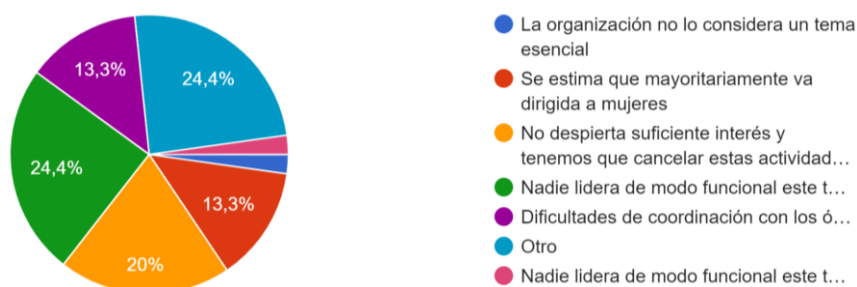 13,3%
24,4%
24,4%
13,3%
20%
La organización no lo considera un tema
esencial
Se estima que mayoritariamente va
dirigida a mujeres
No despierta suficiente interés y
tenemos que cancelar estas actividad…
Nadie lidera de modo funcional este t…
Dificultades de coordinación con los ó…
Otro
Nadie lidera de modo funcional este t…